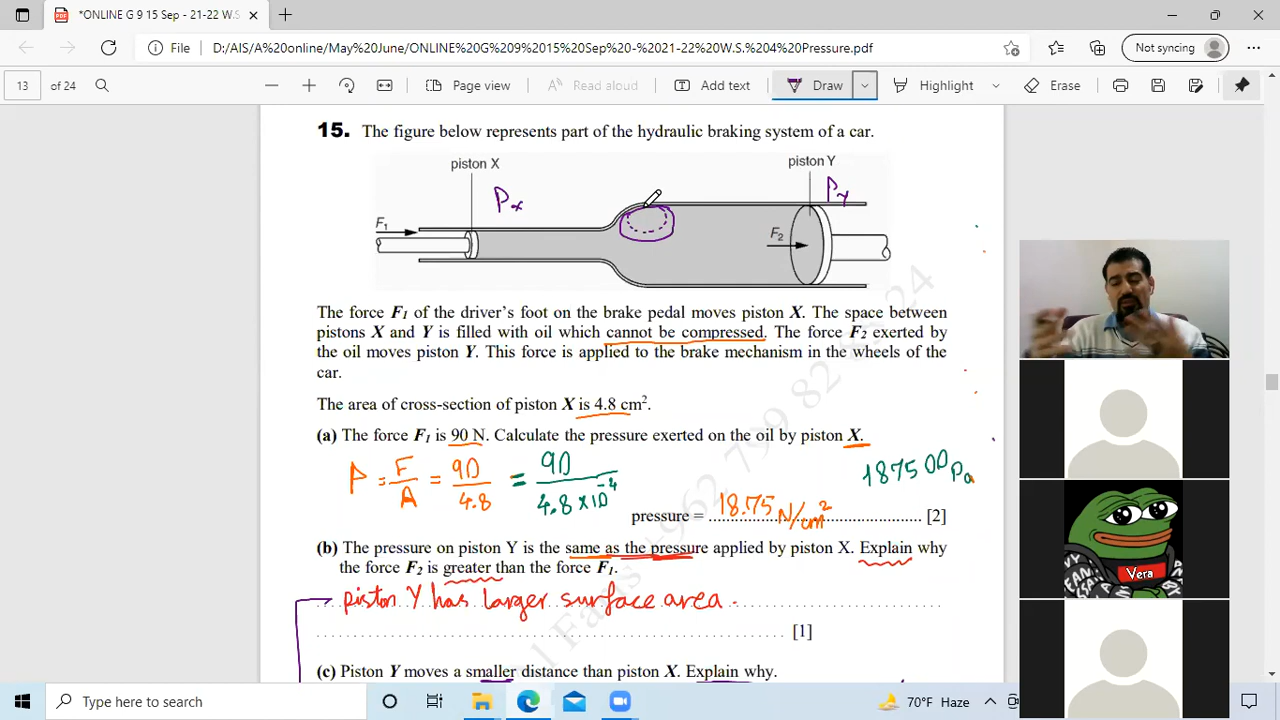 *ONLINE G 9 15 Sep - 21-22 W.S.
File
D:/AIS/A%20online/May%20June/ONLINE%20G%209%2015%20Sep%20-%2021-22%20W.S.%204%20Pressure.pdf
Not syncing
13 of 24
Page view
Read aloud
Add text
Draw
Highlight
Erase
15. The figure below represents part of the hydraulic braking system of a car.
piston X
piston Y
Px
Py
F1
F2
The force F1 of the driver's foot on the brake pedal moves piston X. The space between
pistons X and Y is filled with oil which cannot be compressed. The force F2 exerted by
the oil moves piston Y. This force is applied to the brake mechanism in the wheels of the
car.
The area of cross-section of piston X is 4.8 cm2.
(a) The force F1 is 90 N. Calculate the pressure exerted on the oil by piston X.
P = F/A = 90/4.8 = 90/4.8×10-4
187500 Pa
pressure = 18.75 N/cm2 [2]
(b) The pressure on piston Y is the same as the pressure applied by piston X. Explain why
the force F2 is greater than the force F1.
piston Y has larger surface area.
[1]
(c) Piston Y moves a smaller distance than piston X. Explain why.
Vera
Type here to search
70°F Haze